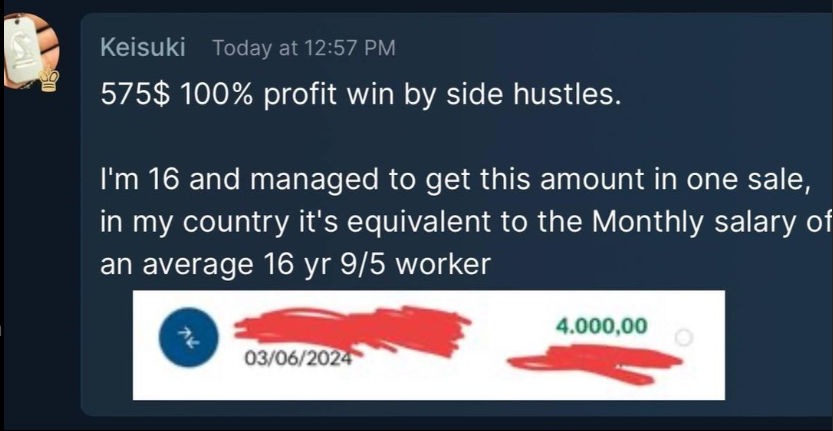 Keisuki Today at 12:57 PM
575$ 100% profit win by side hustles.
I'm 16 and managed to get this amount in one sale,
in my country it's equivalent to the Monthly salary of
an average 16 yr 9/5 worker
4.000,00
03/06/2024